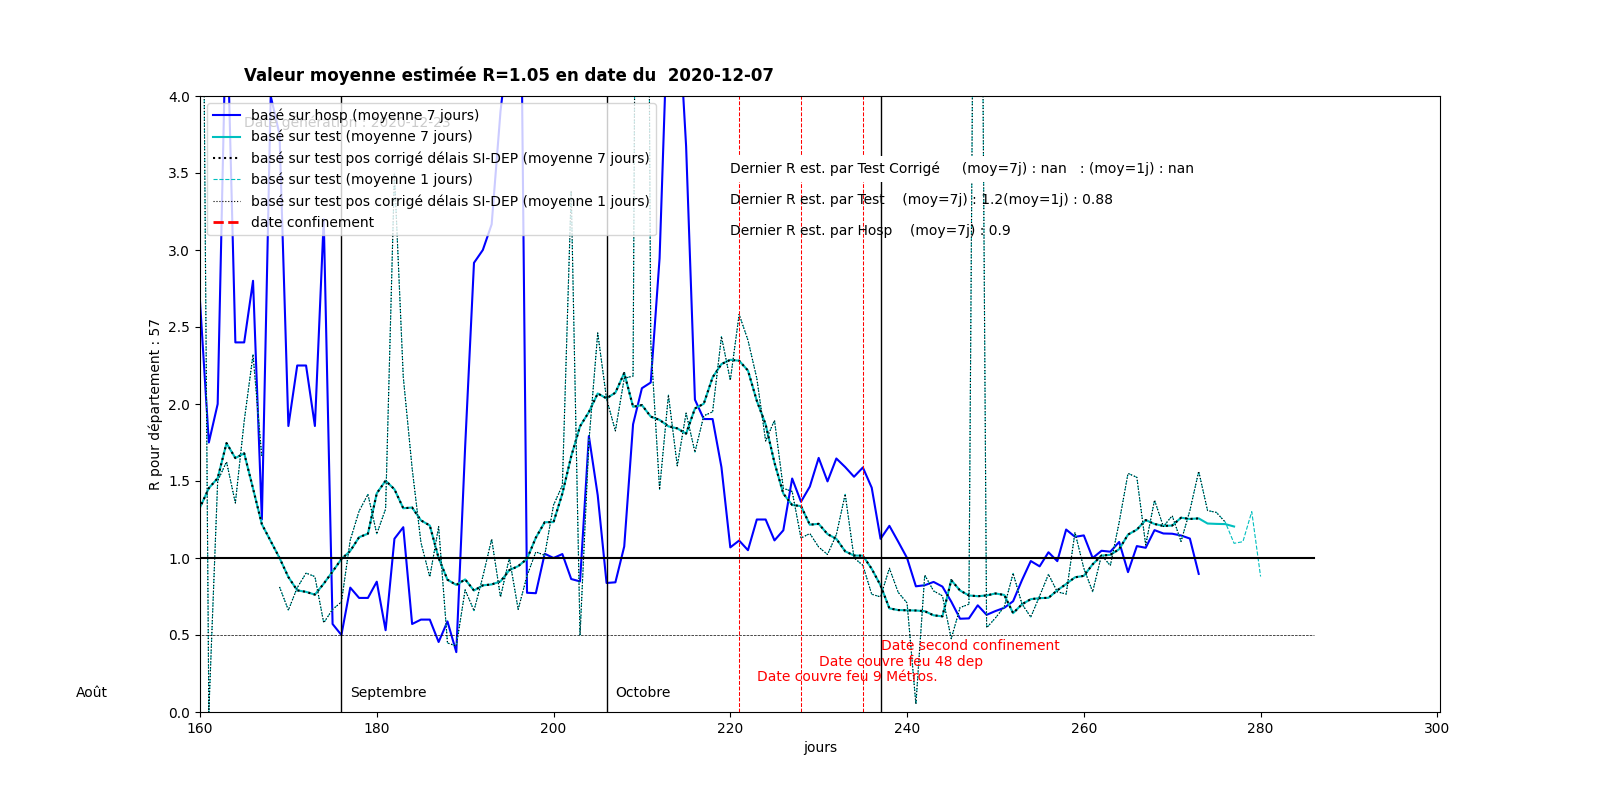 Valeur moyenne estimée R=1.05 en date du  2020-12-07
Date génération : 2020-12-23
basé sur hosp (moyenne 7 jours)
basé sur test (moyenne 7 jours)
basé sur test pos corrigé délais SI-DEP (moyenne 7 jours)
basé sur test (moyenne 1 jours)
basé sur test pos corrigé délais SI-DEP (moyenne 1 jours)
date confinement
Dernier R est. par Test Corrigé     (moy=7j) : nan   : (moy=1j) : nan
Dernier R est. par Test    (moy=7j) : 1.2(moy=1j) : 0.88
Dernier R est. par Hosp    (moy=7j) : 0.9
R pour département : 57
4.0
3.5
3.0
2.5
2.0
1.5
1.0
0.5
0.0
Date second confinement
Date couvre feu 48 dep
Date couvre feu 9 Métros.
Août
Septembre
Octobre
160
180
200
220
240
260
280
300
jours